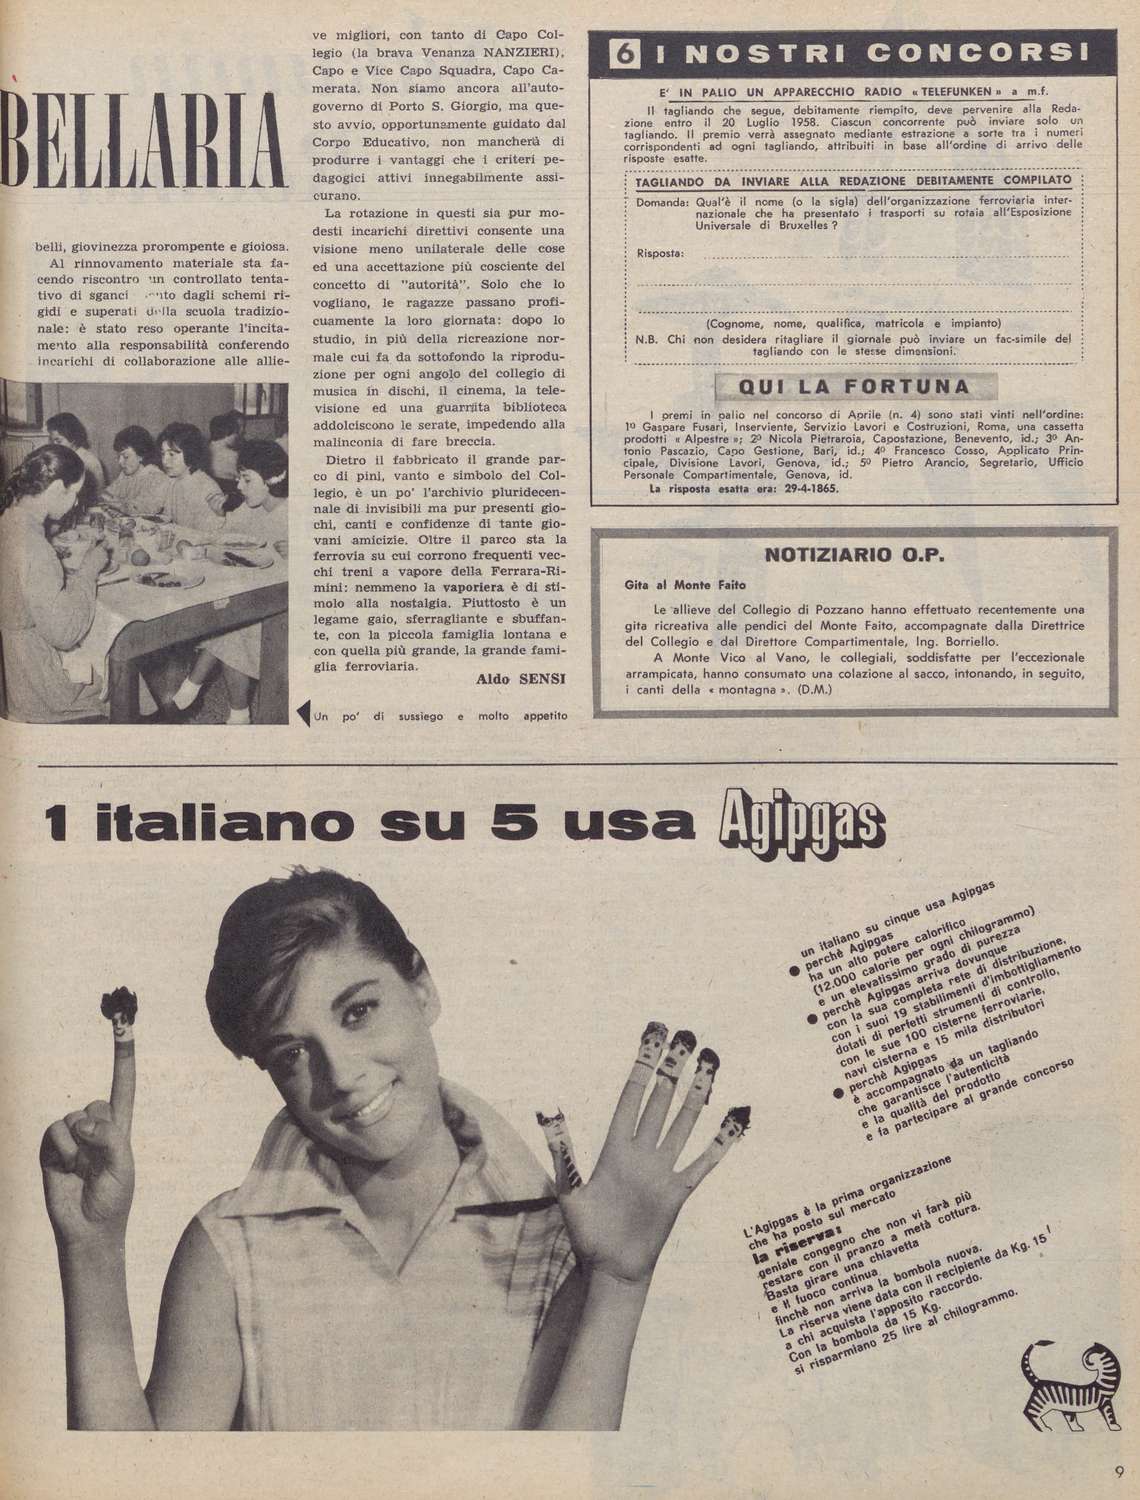 BELLARIA
belli, giovinezza prorompente e gioiosa.
Al rinnovamento materiale sta fa-
cendo riscontro un controllato tenta-
tivo di sganci nto dagli schemi ri-
gidi e superati della scuola tradizio-
nale: è stato reso operante l'incita-
mento alla responsabilità conferendo
incarichi di collaborazione alle allie-
ve migliori, con tanto di Capo Col-
legio (la brava Venanza NANZIERI),
Capo e Vice Capo Squadra, Capo Ca-
merata. Non siamo ancora all'auto-
governo di Porto S. Giorgio, ma que-
sto avvio, opportunamente guidato dal
Corpo Educativo, non mancherà di
produrre i vantaggi che i criteri pe-
dagogici attivi innegabilmente assi-
curano.
La rotazione in questi sia pur mo-
desti incarichi direttivi consente una
visione meno unilaterale delle cose
ed una accettazione più cosciente del
concetto di "autorità". Solo che lo
vogliano, le ragazze passano profi-
cuamente la loro giornata: dopo lo
studio, in più della ricreazione nor-
male cui fa da sottofondo la riprodu-
zione per ogni angolo del collegio di
musica in dischi, il cinema, la tele-
visione ed una guarnita biblioteca
addolciscono le serate, impedendo alla
malinconia di fare breccia.
Dietro il fabbricato il grande par-
co di pini, vanto e simbolo del Col-
legio, è un po' l'archivio pluridecen-
nale di invisibili ma pur presenti gio-
chi, canti e confidenze di tante gio-
vani amicizie. Oltre il parco sta la
ferrovia su cui corrono frequenti vec-
chi treni a vapore della Ferrara-Ri-
mini: nemmeno la vaporiera è di sti-
molo alla nostalgia. Piuttosto è un
legame gaio, sferragliante e sbuffan-
te, con la piccola famiglia lontana e
con quella più grande, la grande fami-
glia ferroviaria.
Aldo SENSI
Un po' di sussiego e molto appetito
6 I NOSTRI CONCORSI
E' IN PALIO UN APPARECCHIO RADIO « TELEFUNKEN » a m.f.
Il tagliando che segue, debitamente riempito, deve pervenire alla Reda-
zione entro il 20 Luglio 1958. Ciascun concorrente può inviare solo un
tagliando. Il premio verrà assegnato mediante estrazione a sorte tra i numeri
corrispondenti ad ogni tagliando, attribuiti in base all'ordine di arrivo delle
risposte esatte.
TAGLIANDO DA INVIARE ALLA REDAZIONE DEBITAMENTE COMPILATO
Domanda: Qual'è il nome (o la sigla) dell'organizzazione ferroviaria inter-
nazionale che ha presentato i trasporti su rotaia all'Esposizione
Universale di Bruxelles ?
Risposta:
(Cognome, nome, qualifica, matricola e impianto)
N.B. Chi non desidera ritagliare il giornale può inviare un fac-simile del
tagliando con le stesse dimensioni.
QUI LA FORTUNA
I premi in palio nel concorso di Aprile (n. 4) sono stati vinti nell'ordine:
1º Gaspare Fusari, Inserviente, Servizio Lavori e Costruzioni, Roma, una cassetta
prodotti « Alpestre »; 2º Nicola Pietraroia, Capostazione, Benevento, id.; 3º An-
tonio Pascazio, Capo Gestione, Bari, id.; 4º Francesco Cosso, Applicato Prin-
cipale, Divisione Lavori, Genova, id.; 5º Pietro Arancio, Segretario, Ufficio
Personale Compartimentale, Genova, id.
La risposta esatta era: 29-4-1865.
NOTIZIARIO O.P.
Gita al Monte Faito
Le allieve del Collegio di Pozzano hanno effettuato recentemente una
gita ricreativa alle pendici del Monte Faito, accompagnate dalla Direttrice
del Collegio e dal Direttore Compartimentale, Ing. Borriello.
A Monte Vico al Vano, le collegiali, soddisfatte per l'eccezionale
arrampicata, hanno consumato una colazione al sacco, intonando, in seguito,
i canti della « montagna ». (D.M.)
1 italiano su 5 usa Agipgas
un italiano su cinque usa Agipgas
● perchè Agipgas
ha un alto potere calorifico
(12.000 calorie per ogni chilogrammo)
e un elevatissimo grado di purezza
● perchè Agipgas arriva dovunque
con la sua completa rete di distribuzione,
con i suoi 19 stabilimenti d'imbottigliamento
dotati di perfetti strumenti di controllo,
con le sue 100 cisterne ferroviarie,
navi cisterna e 15 mila distributori
● perchè Agipgas
è accompagnato da un tagliando
che garantisce l'autenticità
e la qualità del prodotto
e fa partecipare al grande concorso
L'Agipgas è la prima organizzazione
che ha posto sul mercato
la riserva:
geniale congegno che non vi farà più
restare con il pranzo a metà cottura.
Basta girare una chiavetta
e il fuoco continua
finchè non arriva la bombola nuova.
La riserva viene data con il recipiente da Kg. 15
a chi acquista l'apposito raccordo.
Con la bombola da 15 Kg.
si risparmiano 25 lire al chilogrammo.
9